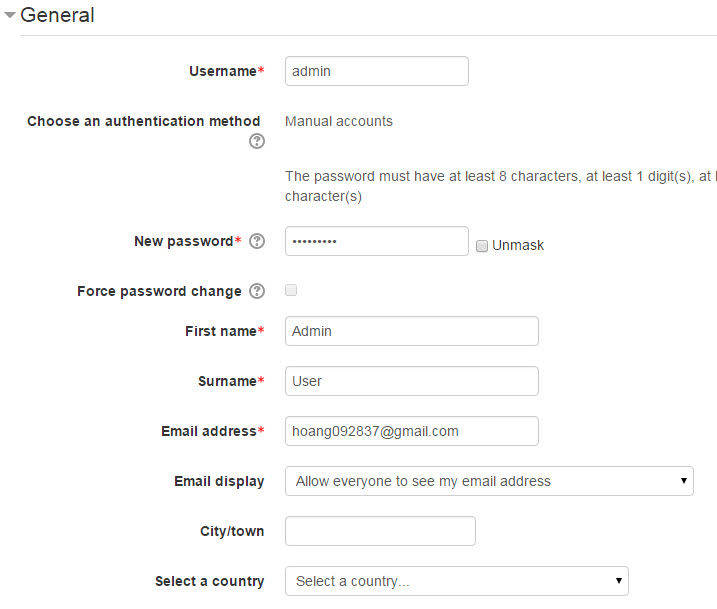 General
Username*
admin
Choose an authentication method
Manual accounts
The password must have at least 8 characters, at least 1 digit(s), at
character(s)
New password*
•••••••••
Unmask
Force password change
First name*
Admin
Surname*
User
Email address*
hoang092837@gmail.com
Email display
Allow everyone to see my email address
City/town
Select a country
Select a country...